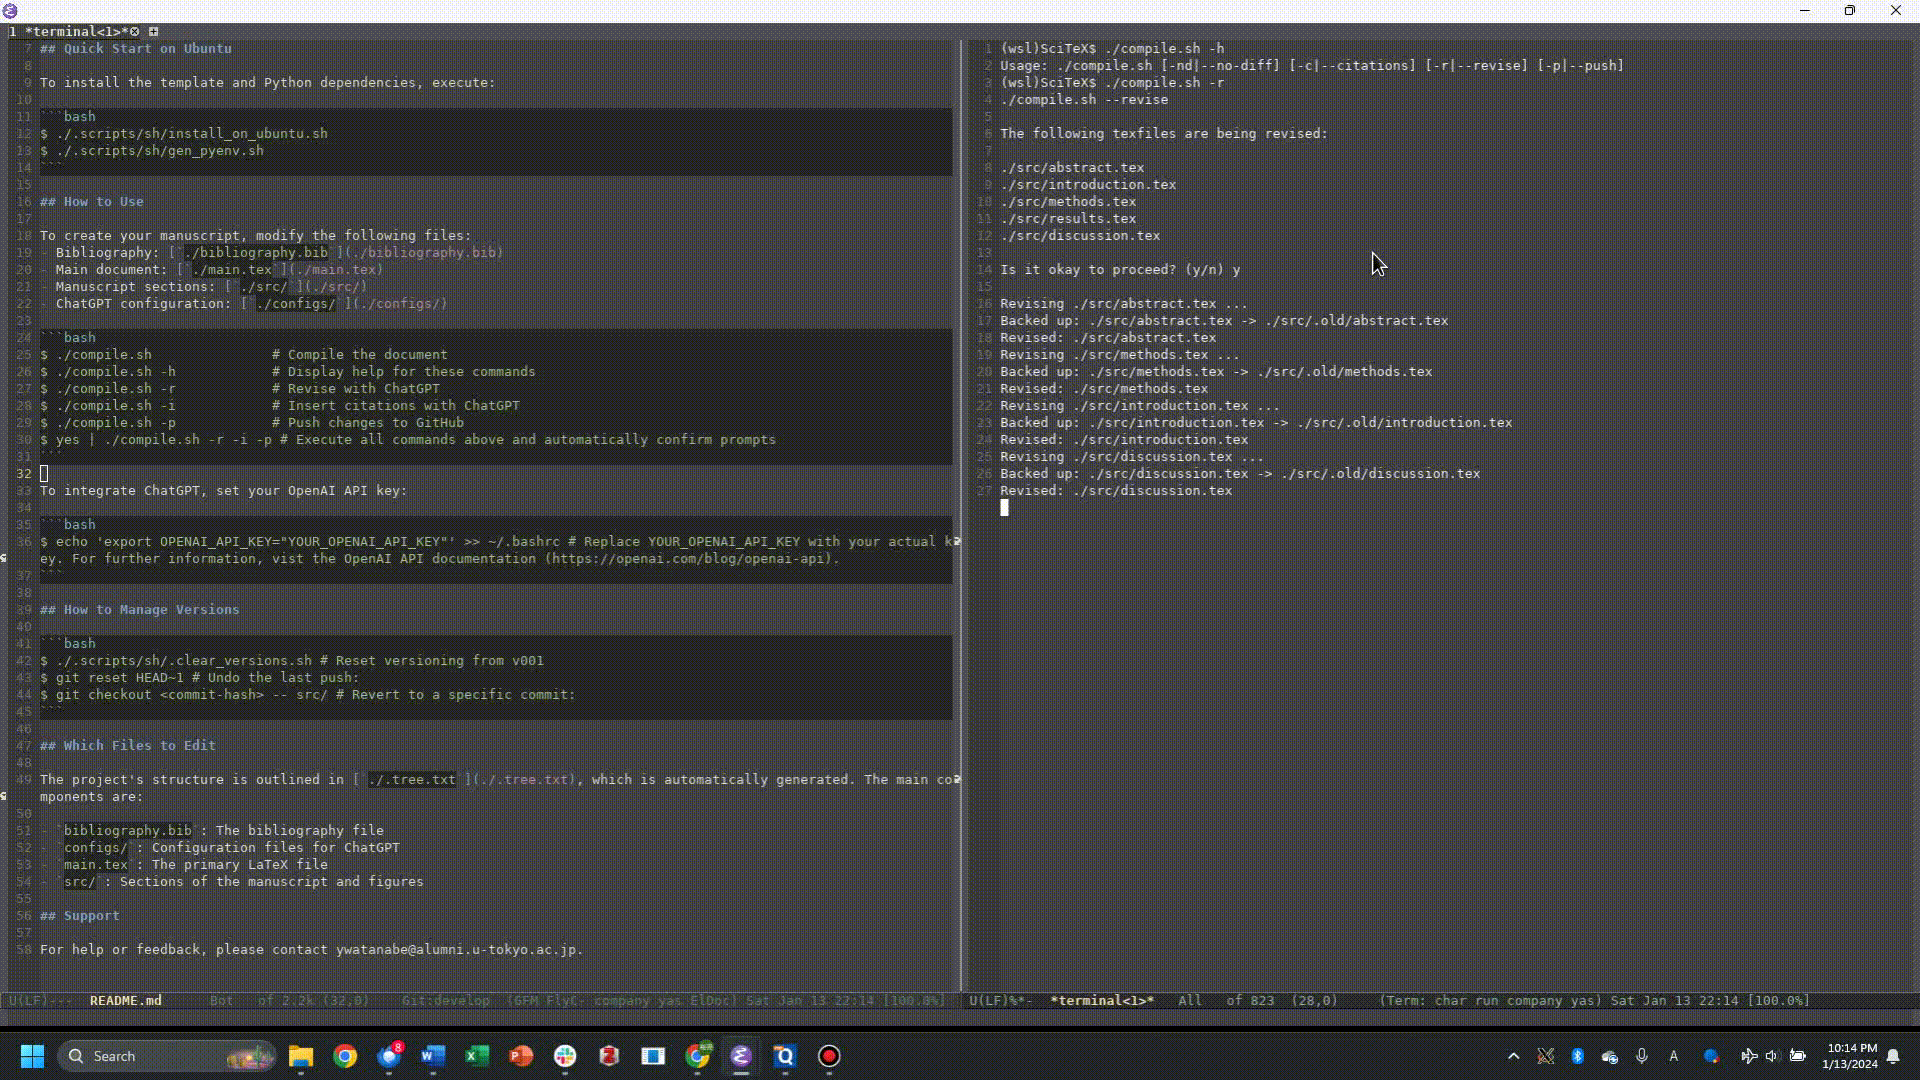 1 *terminal<1>*
7 ## Quick Start on Ubuntu
8
9 To install the template and Python dependencies, execute:
10
11 ```bash
12 $ ./.scripts/sh/install_on_ubuntu.sh
13 $ ./.scripts/sh/gen_pyenv.sh
14 ```
15
16 ## How to Use
17
18 To create your manuscript, modify the following files:
19 - Bibliography: [`./bibliography.bib`](./bibliography.bib)
20 - Main document: [`./main.tex`](./main.tex)
21 - Manuscript sections: [`./src/`](./src/)
22 - ChatGPT configuration: [`./configs/`](./configs/)
23
24 ```bash
25 $ ./compile.sh # Compile the document
26 $ ./compile.sh -h # Display help for these commands
27 $ ./compile.sh -r # Revise with ChatGPT
28 $ ./compile.sh -i # Insert citations with ChatGPT
29 $ ./compile.sh -p # Push changes to GitHub
30 $ yes | ./compile.sh -r -i -p # Execute all commands above and automatically confirm prompts
31 ```
32
33 To integrate ChatGPT, set your OpenAI API key:
34
35 ```bash
36 $ echo 'export OPENAI_API_KEY="YOUR_OPENAI_API_KEY"' >> ~/.bashrc # Replace YOUR_OPENAI_API_KEY with your actual k
ey. For further information, vist the OpenAI API documentation (https://openai.com/blog/openai-api).
37 ```
38
39 ## How to Manage Versions
40
41 ```bash
42 $ ./.scripts/sh/.clear_versions.sh # Reset versioning from v001
43 $ git reset HEAD~1 # Undo the last push:
44 $ git checkout <commit-hash> -- src/ # Revert to a specific commit:
45 ```
46
47 ## Which Files to Edit
48
49 The project's structure is outlined in [`./.tree.txt`](./.tree.txt), which is automatically generated. The main co
mponents are:
50
51 - `bibliography.bib`: The bibliography file
52 - `configs/`: Configuration files for ChatGPT
53 - `main.tex`: The primary LaTeX file
54 - `src/`: Sections of the manuscript and figures
55
56 ## Support
57
58 For help or feedback, please contact ywatanabe@alumni.u-tokyo.ac.jp.
U(LF)--- README.md Bot of 2.2k (32,0) Git:develop (GFM FlyC- company yas ElDoc) Sat Jan 13 22:14 [100.0%]
1 (wsl)SciTeX$ ./compile.sh -h
2 Usage: ./compile.sh [-nd|--no-diff] [-c|--citations] [-r|--revise] [-p|--push]
3 (wsl)SciTeX$ ./compile.sh -r
4 ./compile.sh --revise
5
6 The following texfiles are being revised:
7
8 ./src/abstract.tex
9 ./src/introduction.tex
10 ./src/methods.tex
11 ./src/results.tex
12 ./src/discussion.tex
13
14 Is it okay to proceed? (y/n) y
15
16 Revising ./src/abstract.tex ...
17 Backed up: ./src/abstract.tex -> ./src/.old/abstract.tex
18 Revised: ./src/abstract.tex
19 Revising ./src/methods.tex ...
20 Backed up: ./src/methods.tex -> ./src/.old/methods.tex
21 Revised: ./src/methods.tex
22 Revising ./src/introduction.tex ...
23 Backed up: ./src/introduction.tex -> ./src/.old/introduction.tex
24 Revised: ./src/introduction.tex
25 Revising ./src/discussion.tex ...
26 Backed up: ./src/discussion.tex -> ./src/.old/discussion.tex
27 Revised: ./src/discussion.tex
U(LF)%*- *terminal<1>* All of 823 (28,0) (Term: char run company yas) Sat Jan 13 22:14 [100.0%]
Search
8
A
10:14 PM
1/13/2024